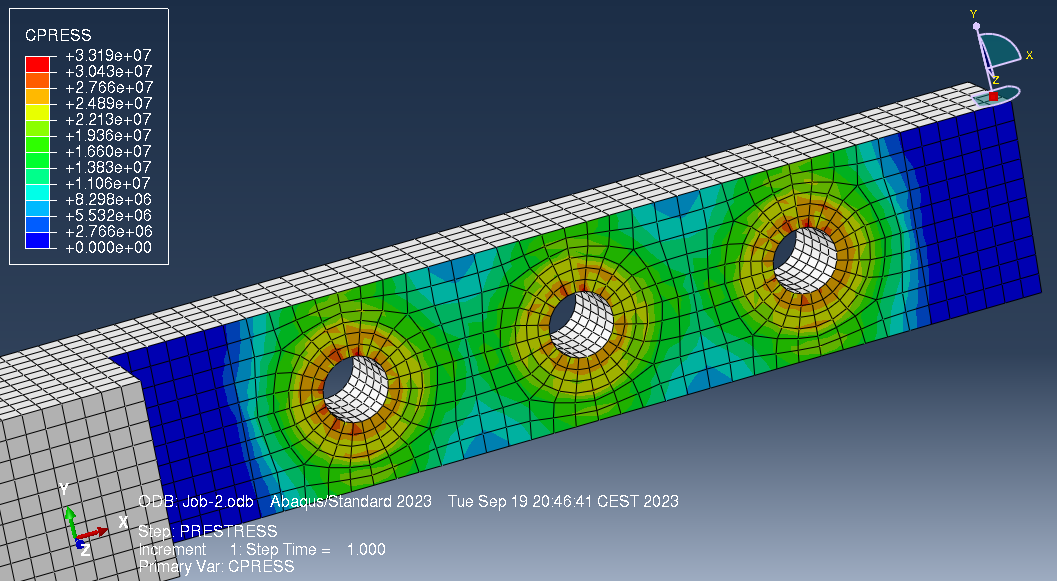 CPRESS
+3.319e+07
+3.043e+07
+2.766e+07
+2.489e+07
+2.213e+07
+1.936e+07
+1.660e+07
+1.383e+07
+1.106e+07
+8.298e+06
+5.532e+06
+2.766e+06
+0.000e+00
Y
X
Z
Y
X
Z
ODB: Job-2.odb Abaqus/Standard 2023 Tue Sep 19 20:46:41 CEST 2023
Step: PRESTRESS
Increment 1: Step Time = 1.000
Primary Var: CPRESS